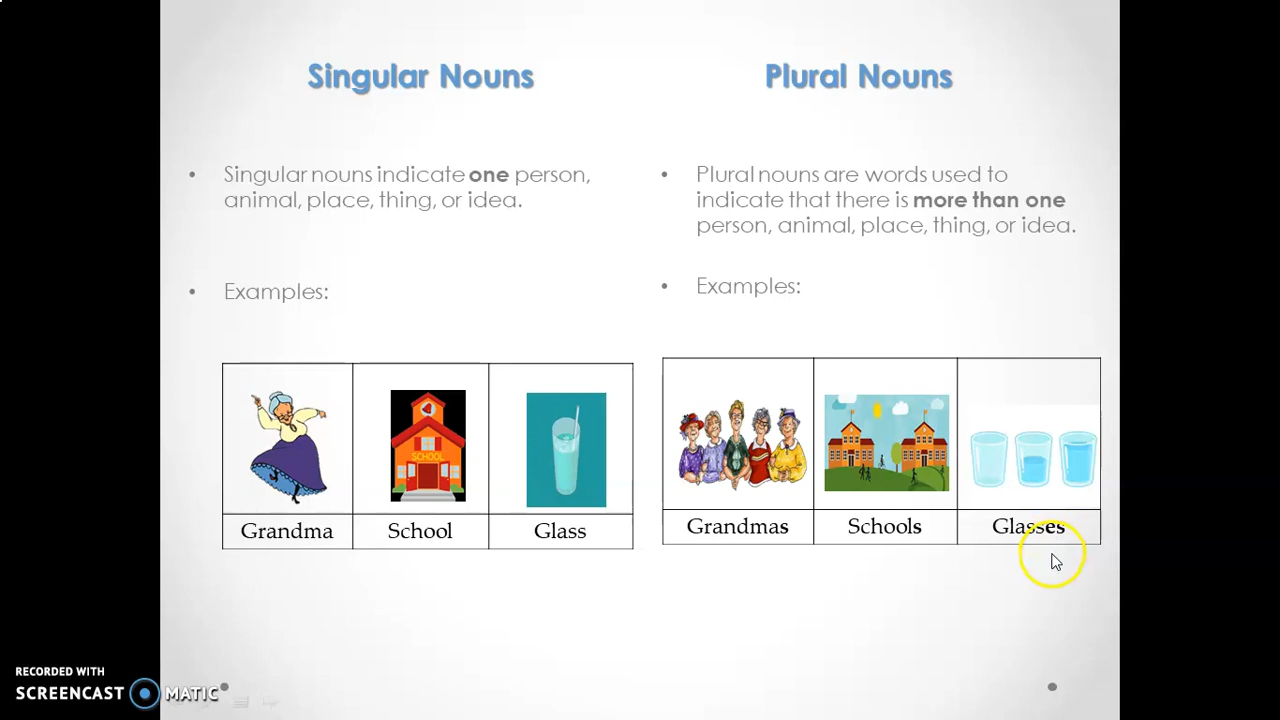 Singular Nouns
• Singular nouns indicate one person,
animal, place, thing, or idea.
• Examples:
SCHOOL
Grandma School Glass
Plural Nouns
• Plural nouns are words used to
indicate that there is more than one
person, animal, place, thing, or idea.
• Examples:
Grandmas Schools Glasses
RECORDED WITH
SCREENCAST MATIC